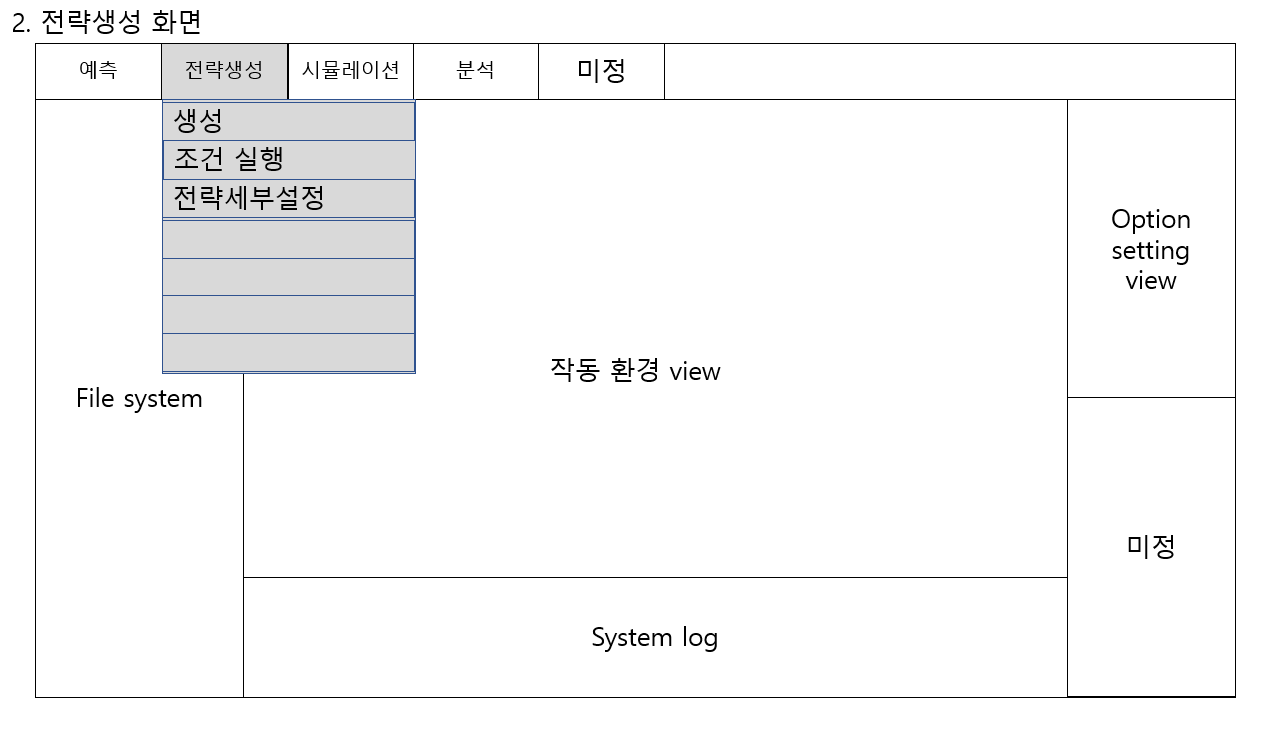 2. 전략생성 화면
예측
전략생성
시뮬레이션
분석
미정
생성
조건 실행
전략세부설정
File system
작동 환경 view
Option
setting
view
미정
System log